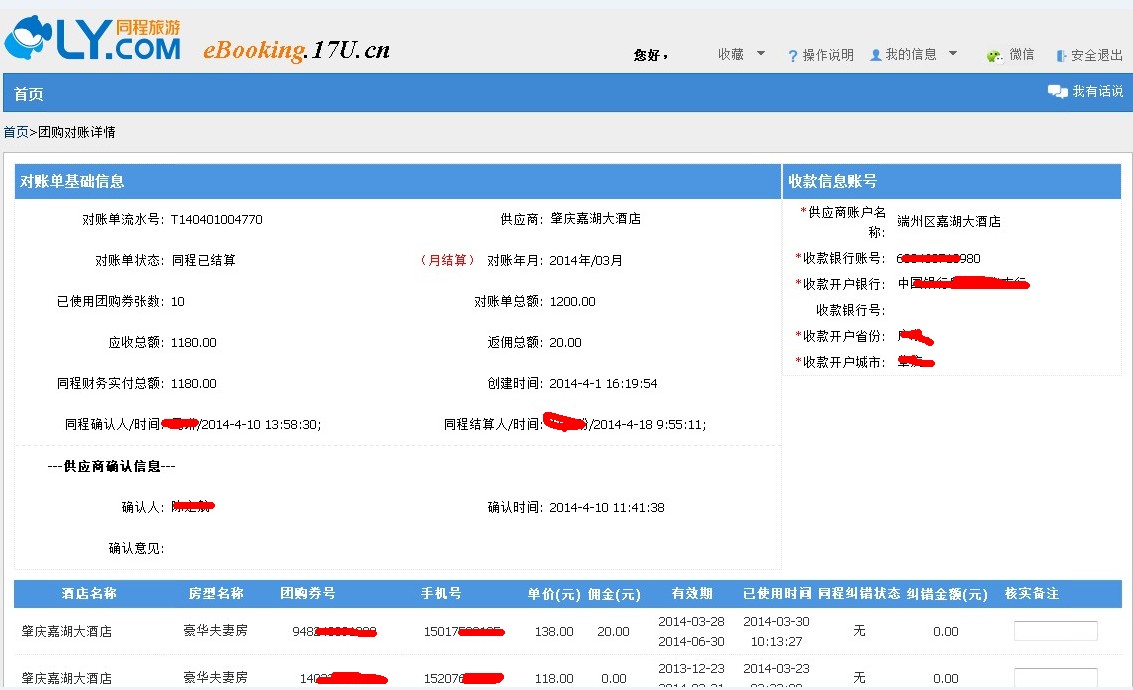 LY.COM 同程旅游 eBooking.17U.cn 您好， 收藏 ? 操作说明 我的信息 微信 安全退出
首页 我有话说
首页>团购对账详情
对账单基础信息 收款信息账号
对账单流水号: T140401004770 供应商: 肇庆嘉湖大酒店
*供应商账户名称: 端州区嘉湖大酒店
对账单状态: 同程已结算 （月结算） 对账年月: 2014年/03月
*收款银行账号: 980
*收款开户银行: 中
已使用团购券张数: 10 对账单总额: 1200.00
收款银行号:
应收总额: 1180.00 返佣总额: 20.00
*收款开户省份:
*收款开户城市:
同程财务实付总额: 1180.00 创建时间: 2014-4-1 16:19:54
同程确认人/时间: /2014-4-10 13:58:30; 同程结算人/时间: /2014-4-18 9:55:11;
---供应商确认信息---
确认人: 确认时间: 2014-4-10 11:41:38
确认意见:
酒店名称 房型名称 团购券号 手机号 单价(元) 佣金(元) 有效期 已使用时间 同程纠错状态 纠错金额(元) 核实备注
肇庆嘉湖大酒店 豪华夫妻房 948 15017 138.00 20.00 2014-03-28 2014-06-30 2014-03-30 10:13:27 无 0.00
肇庆嘉湖大酒店 豪华夫妻房 140 15207 118.00 0.00 2013-12-23 2014-03-23 无 0.00